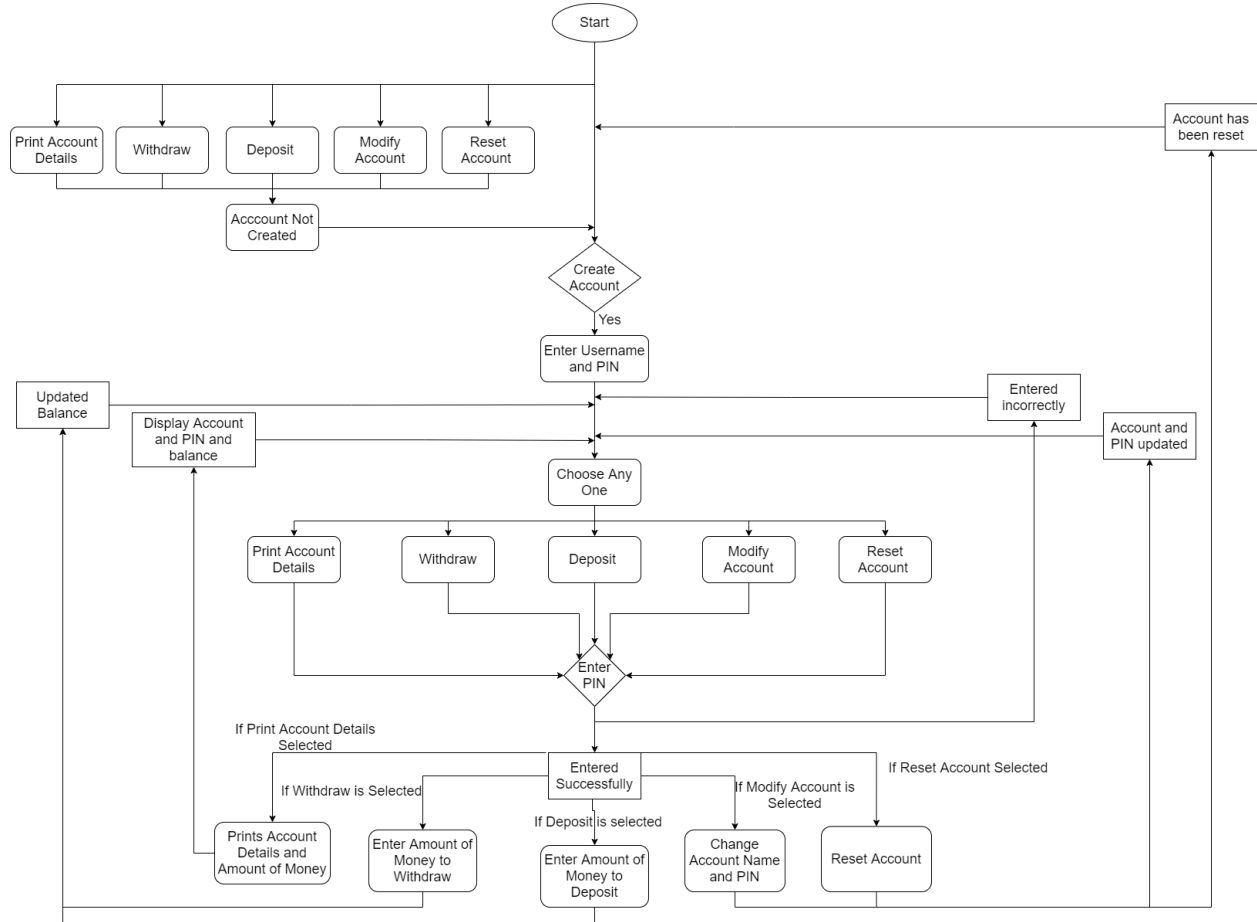 Start
Account has
been reset
Print Account
Details
Withdraw
Deposit
Modify
Account
Reset
Account
Acccount Not
Created
Create
Account
Yes
Enter Username
and PIN
Updated
Balance
Entered
incorrectly
Display Account
and PIN and
balance
Account and
PIN updated
Choose Any
One
Print Account
Details
Withdraw
Deposit
Modify
Account
Reset
Account
Enter
PIN
If Print Account Details
Selected
Entered
Successfully
If Reset Account Selected
If Withdraw is Selected
If Modify Account is
Selected
If Deposit is selected
Prints Account
Details and
Amount of Money
Enter Amount of
Money to
Withdraw
Enter Amount of
Money to
Deposit
Change
Account Name
and PIN
Reset Account